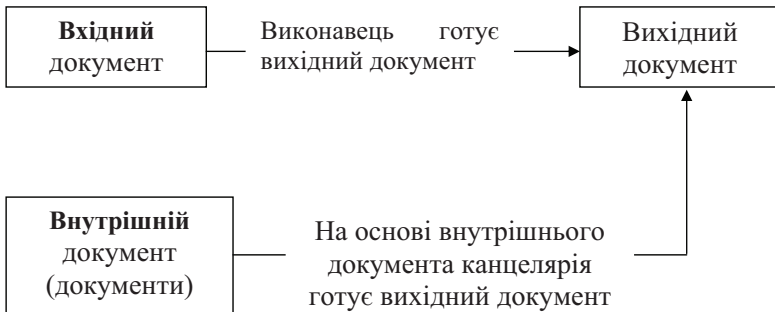 Вхідний
документ
Виконавець готує
вихідний документ
Вихідний
документ
Внутрішній
документ
(документи)
На основі внутрішнього
документа канцелярія
готує вихідний документ